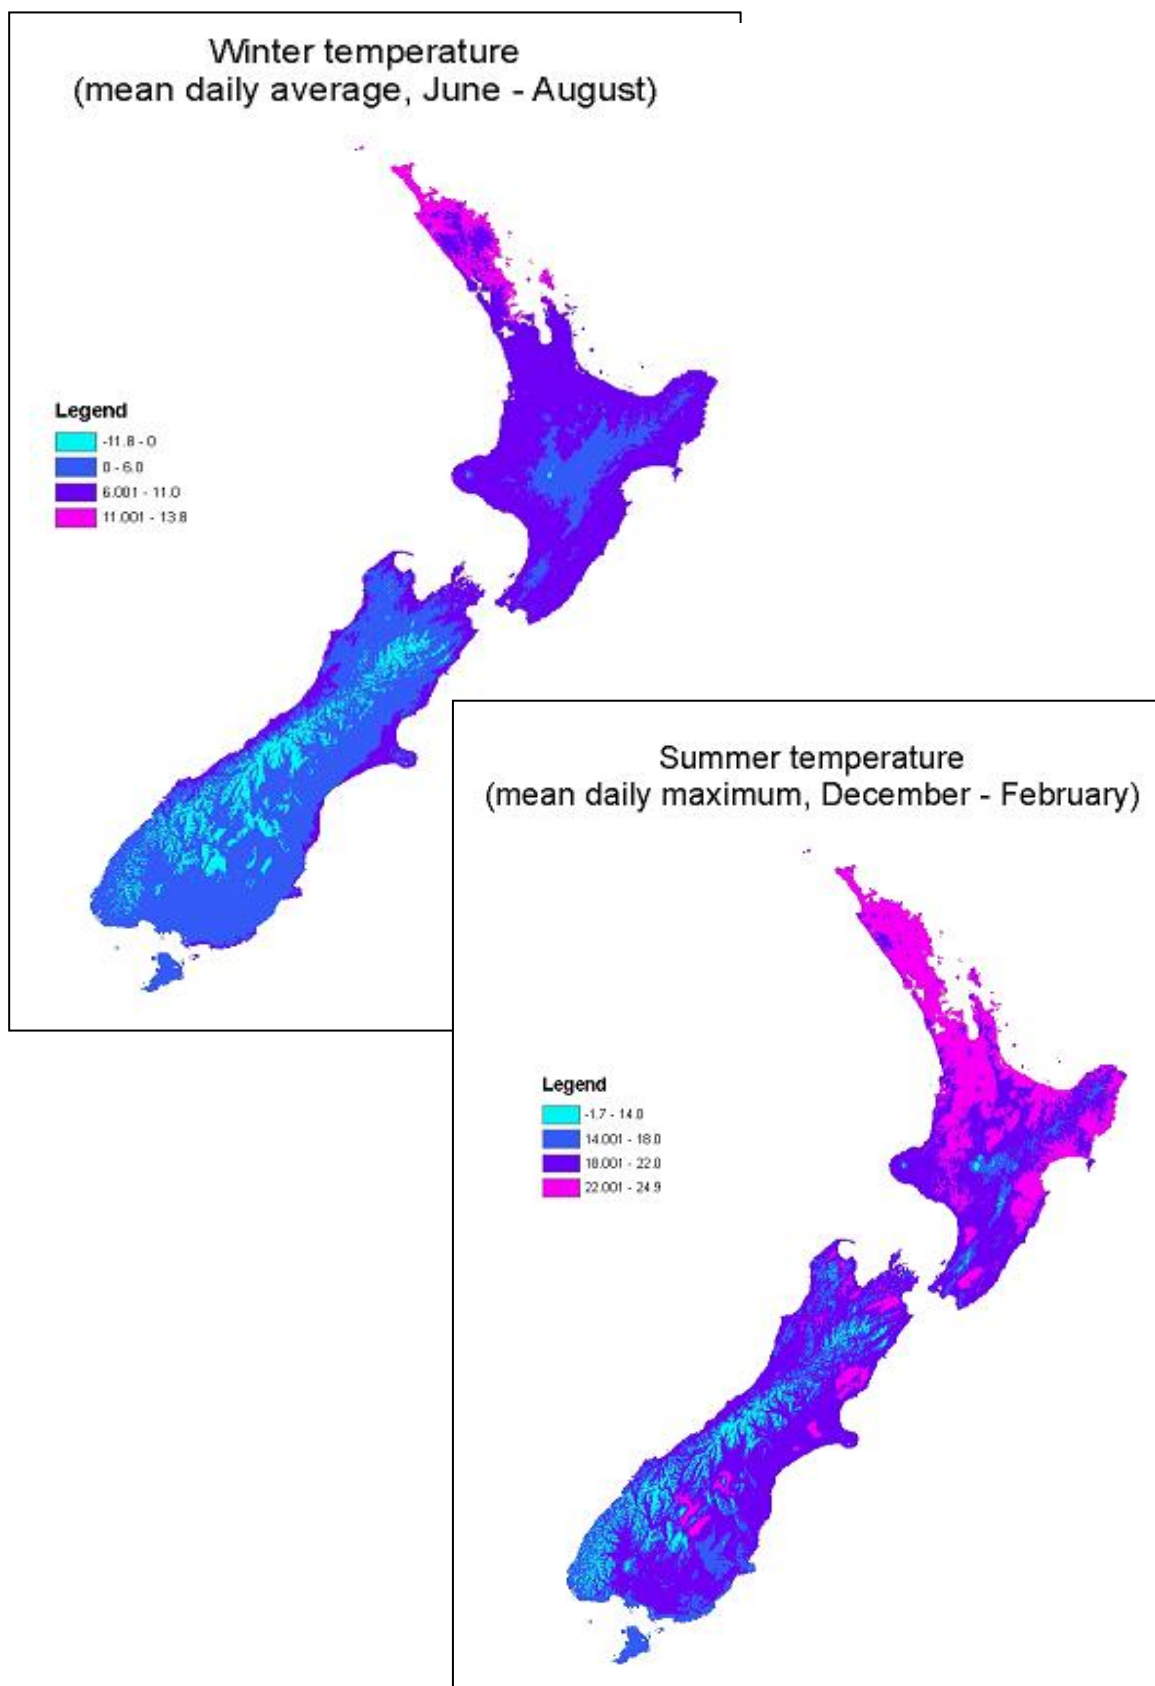 Winter temperature
(mean daily average, June - August)
Legend
-11.8 - 0
0 - 6.0
6.001 - 11.0
11.001 - 13.8
Summer temperature
(mean daily maximum, December - February)
Legend
-1.7 - 14.0
14.001 - 18.0
18.001 - 22.0
22.001 - 24.9